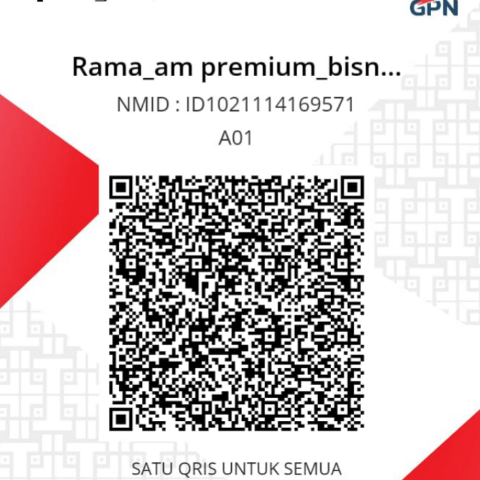 GPN
Rama_am premium_bisn...
NMID : ID1021114169571
A01
SATU QRIS UNTUK SEMUA